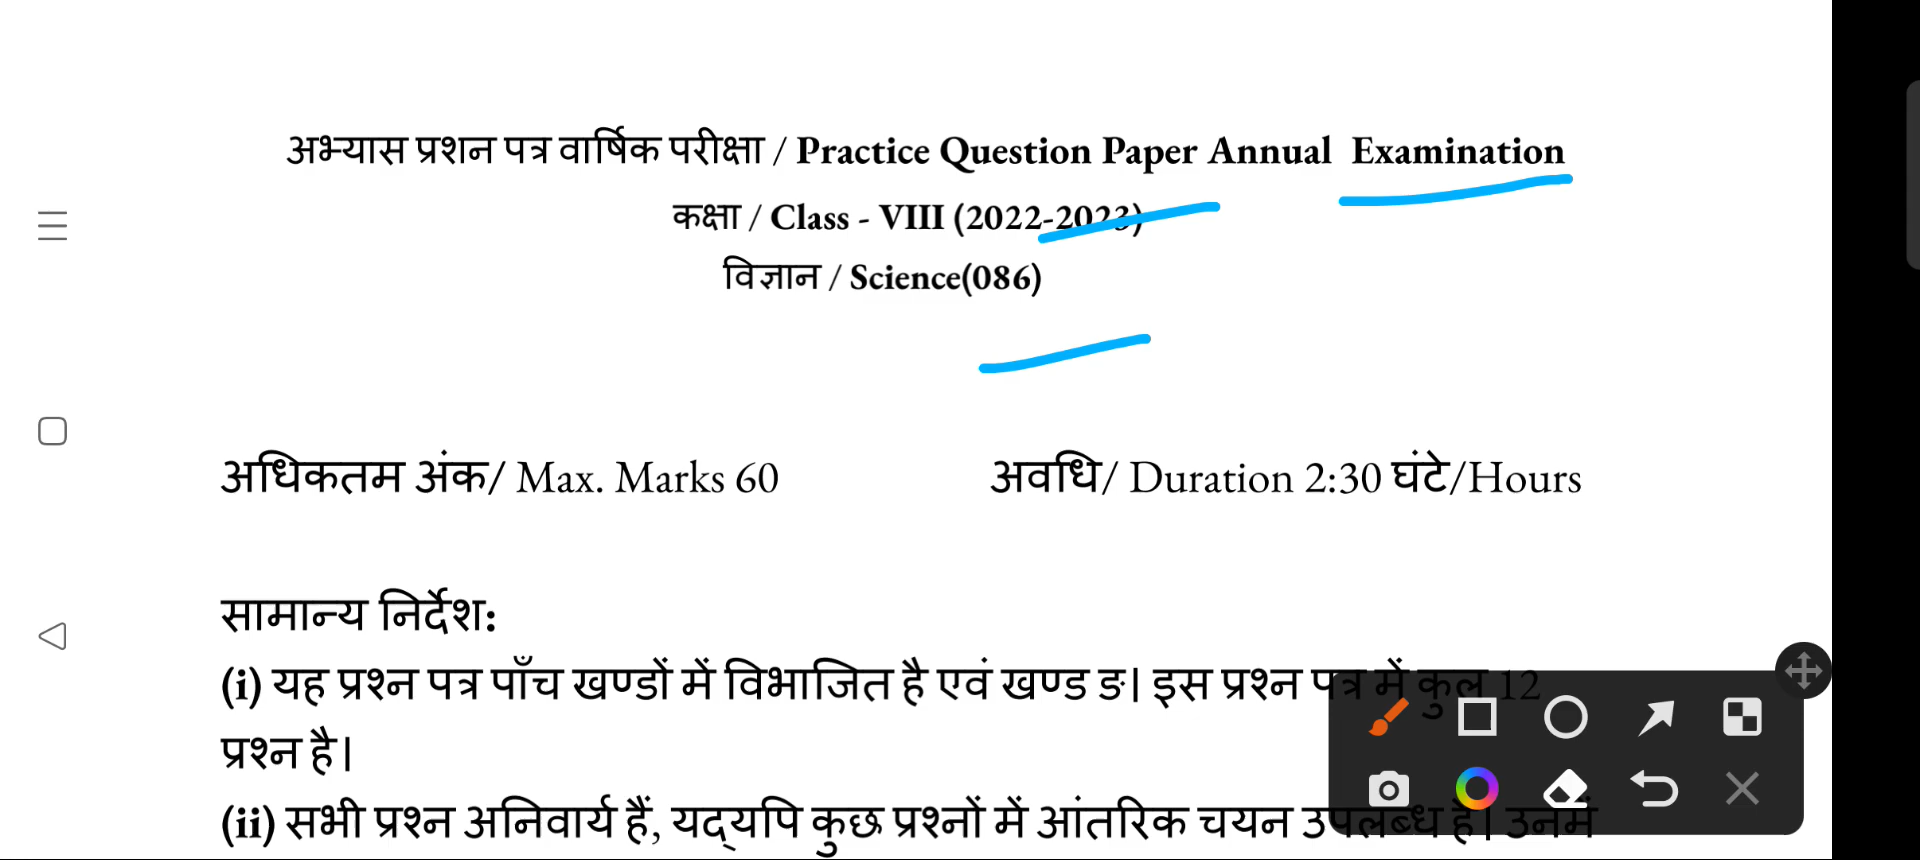 अभ्यास प्रशन पत्र वार्षिक परीक्षा / Practice Question Paper Annual Examination
कक्षा / Class - VIII (2022-2023)
विज्ञान / Science(086)
अधिकतम अंक/ Max. Marks 60 अवधि/ Duration 2:30 घंटे/Hours
सामान्य निर्देश:
(i) यह प्रश्न पत्र पाँच खण्डों में विभाजित है एवं खण्ड ङ| इस प्रश्न पत्र में कुल 12
प्रश्न है|
(ii) सभी प्रश्न अनिवार्य हैं, यद्यपि कुछ प्रश्नों में आंतरिक चयन उपलब्ध है| उनमें